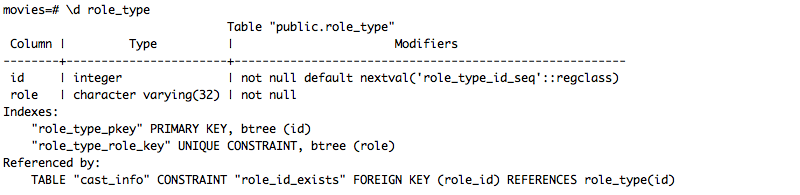 movies=# \d role_type
Table "public.role_type"
Column | Type | Modifiers
--------+-----------------------+--------------------------------------------------------
id | integer | not null default nextval('role_type_id_seq'::regclass)
role | character varying(32) | not null
Indexes:
"role_type_pkey" PRIMARY KEY, btree (id)
"role_type_role_key" UNIQUE CONSTRAINT, btree (role)
Referenced by:
TABLE "cast_info" CONSTRAINT "role_id_exists" FOREIGN KEY (role_id) REFERENCES role_type(id)